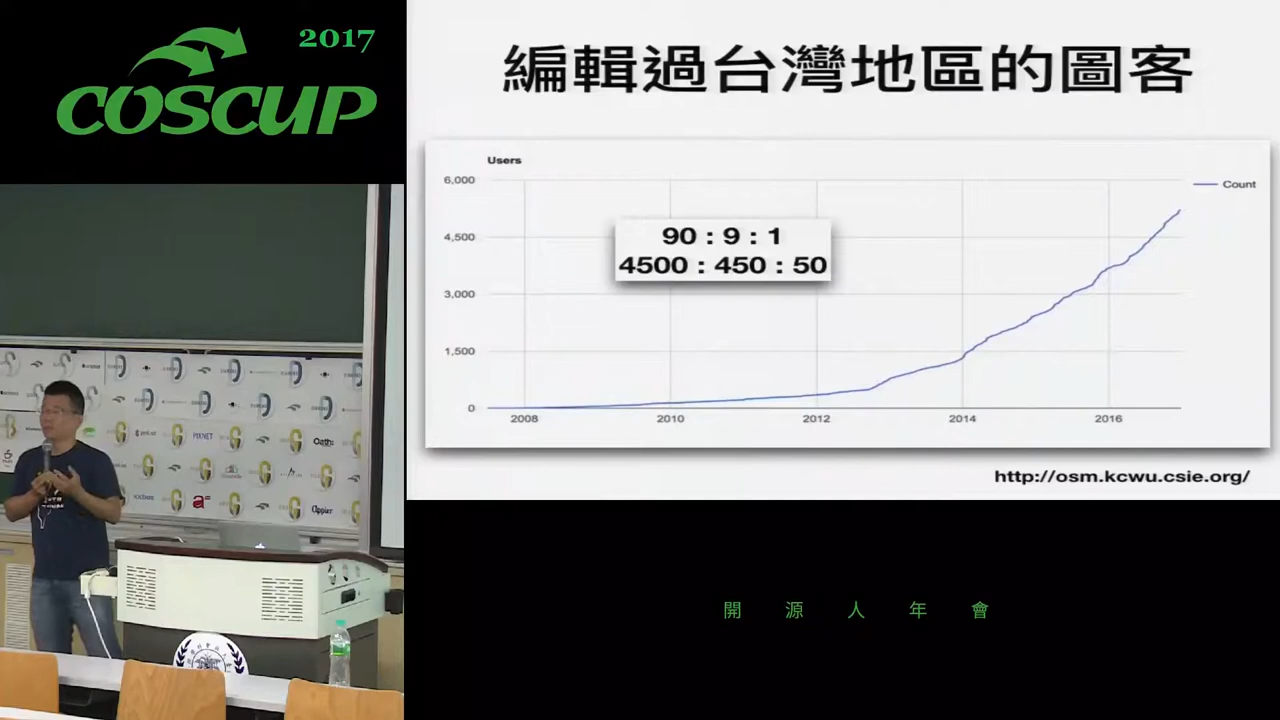 2017
COSCUP
編輯過台灣地區的圖客
Users
6,000
4,500
3,000
1,500
0
Count
90 : 9 : 1
4500 : 450 : 50
2008
2010
2012
2014
2016
http://osm.kcwu.csie.org/
PIXNET
Oath:
Appier
開源人年會